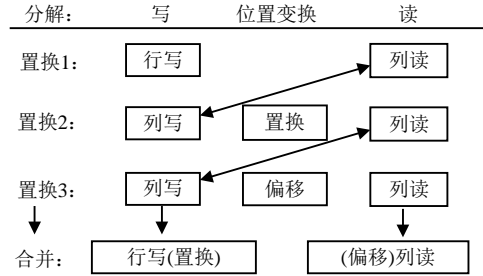 分解： 写 位置变换 读
置换1： 行写 列读
置换2： 列写 置换 列读
置换3： 列写 偏移 列读
合并： 行写(置换) (偏移)列读